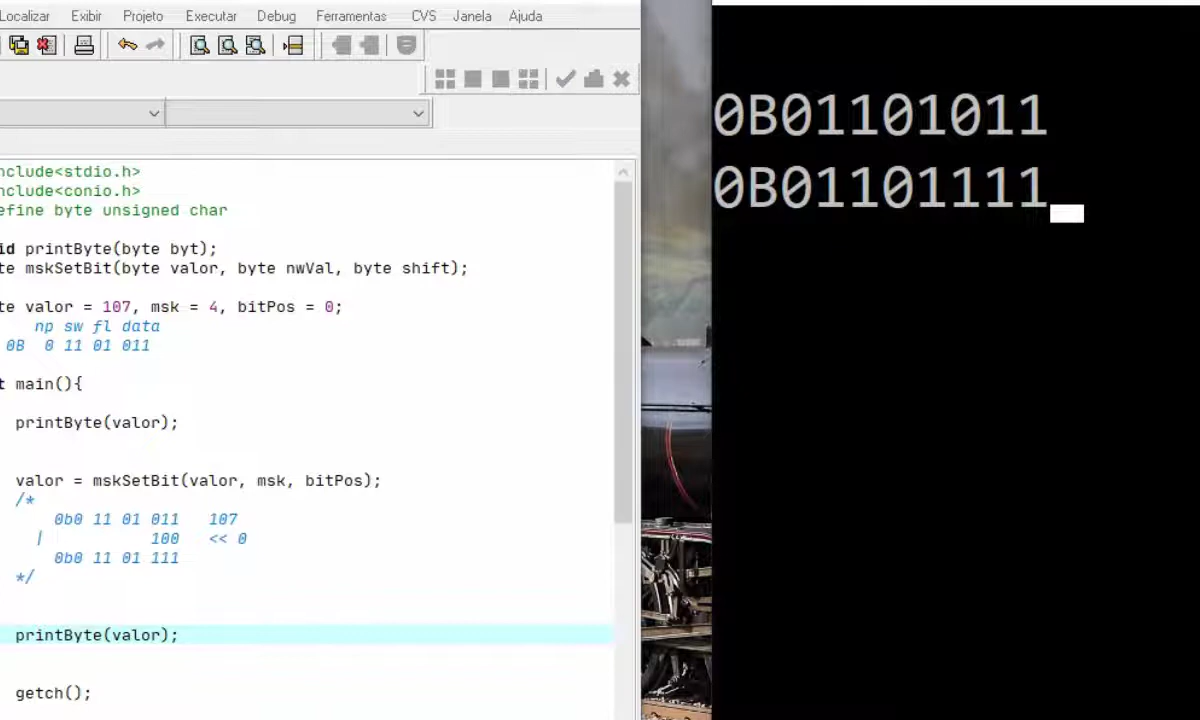 Localizar Exibir Projeto Executar Debug Ferramentas CVS Janela Ajuda
nclude<stdio.h>
nclude<conio.h>
efine byte unsigned char
id printByte(byte byt);
te mskSetBit(byte valor, byte nwVal, byte shift);
te valor = 107, msk = 4, bitPos = 0;
np sw fl data
0B 0 11 01 011
t main(){
printByte(valor);
valor = mskSetBit(valor, msk, bitPos);
/*
0b0 11 01 011 107
| 100 << 0
0b0 11 01 111
*/
printByte(valor);
getch();
0B01101011
0B01101111